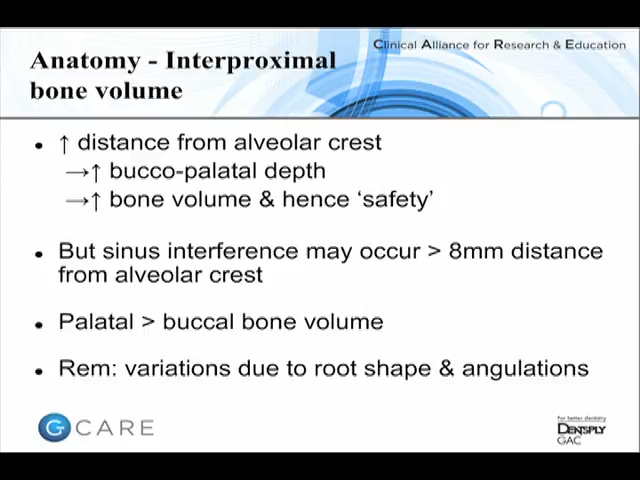 Clinical Alliance for Research & Education
Anatomy - Interproximal
bone volume
• ↑ distance from alveolar crest
→↑ bucco-palatal depth
→↑ bone volume & hence ‘safety’
• But sinus interference may occur > 8mm distance
from alveolar crest
• Palatal > buccal bone volume
• Rem: variations due to root shape & angulations
G CARE
For better dentistry
DENTSPLY
GAC